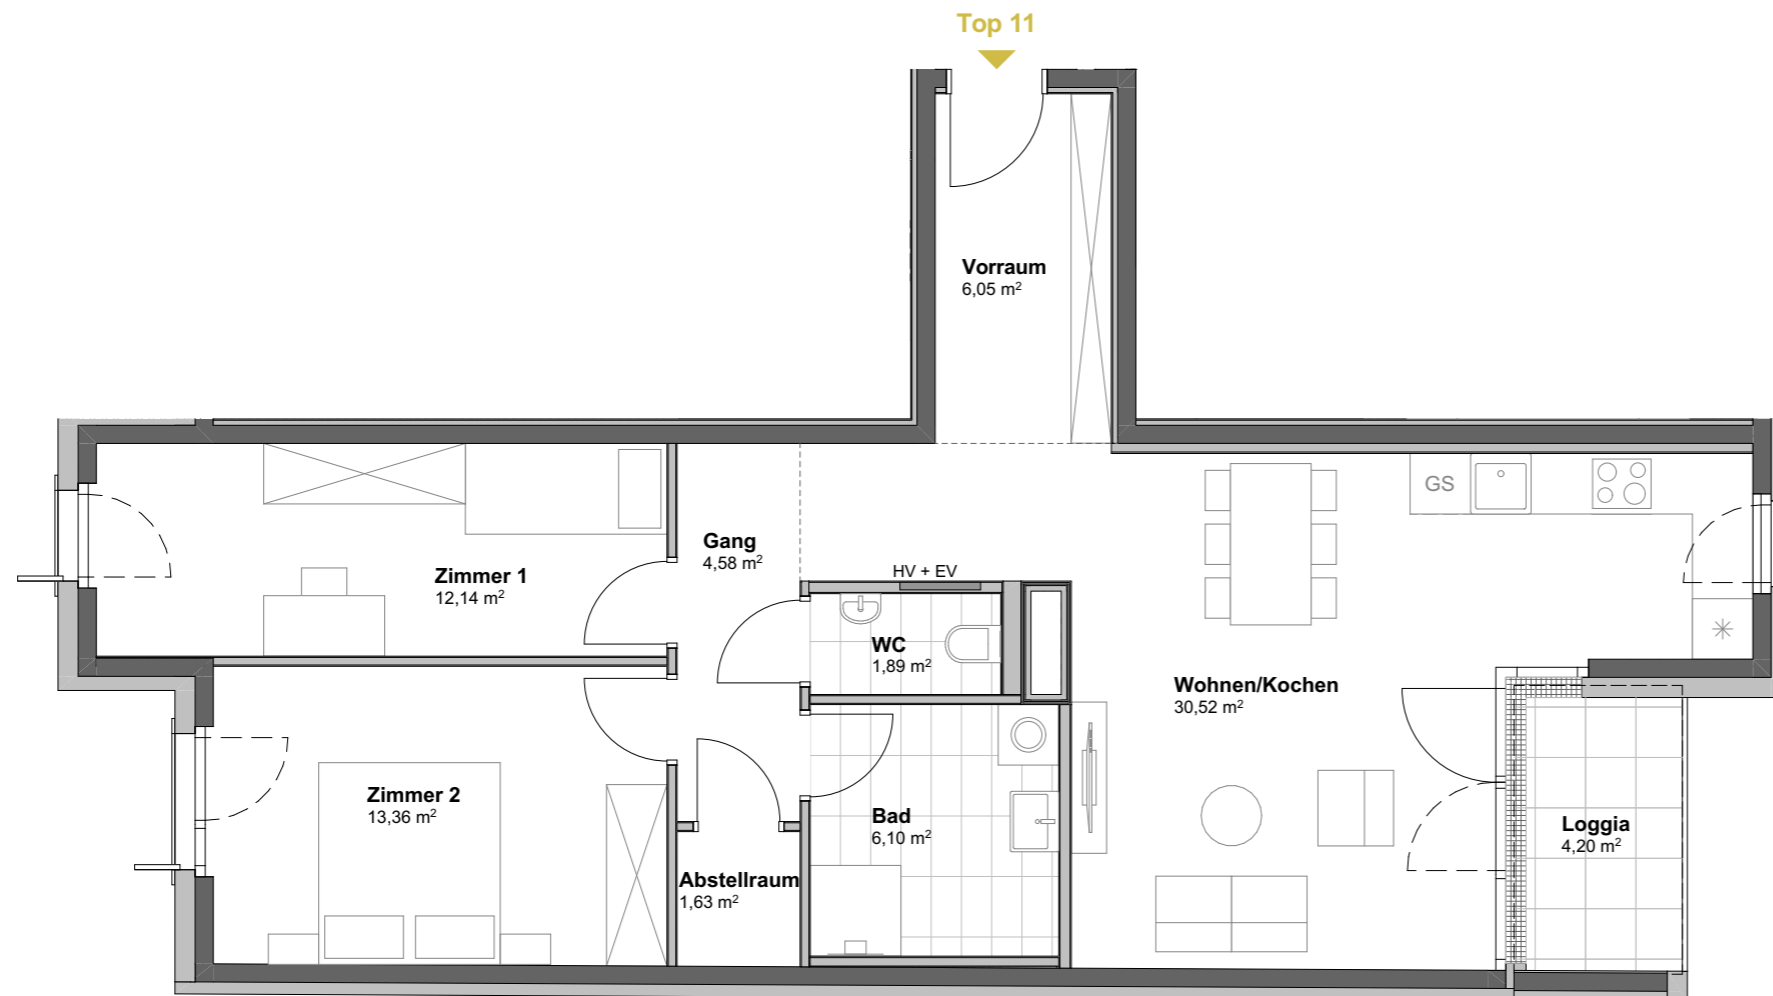 Top 11
Vorraum
6,05 m²
GS
Gang
4,58 m²
HV + EV
Zimmer 1
12,14 m²
WC
1,89 m²
Wohnen/Kochen
30,52 m²
Zimmer 2
13,36 m²
Bad
6,10 m²
Loggia
4,20 m²
Abstellraum
1,63 m²